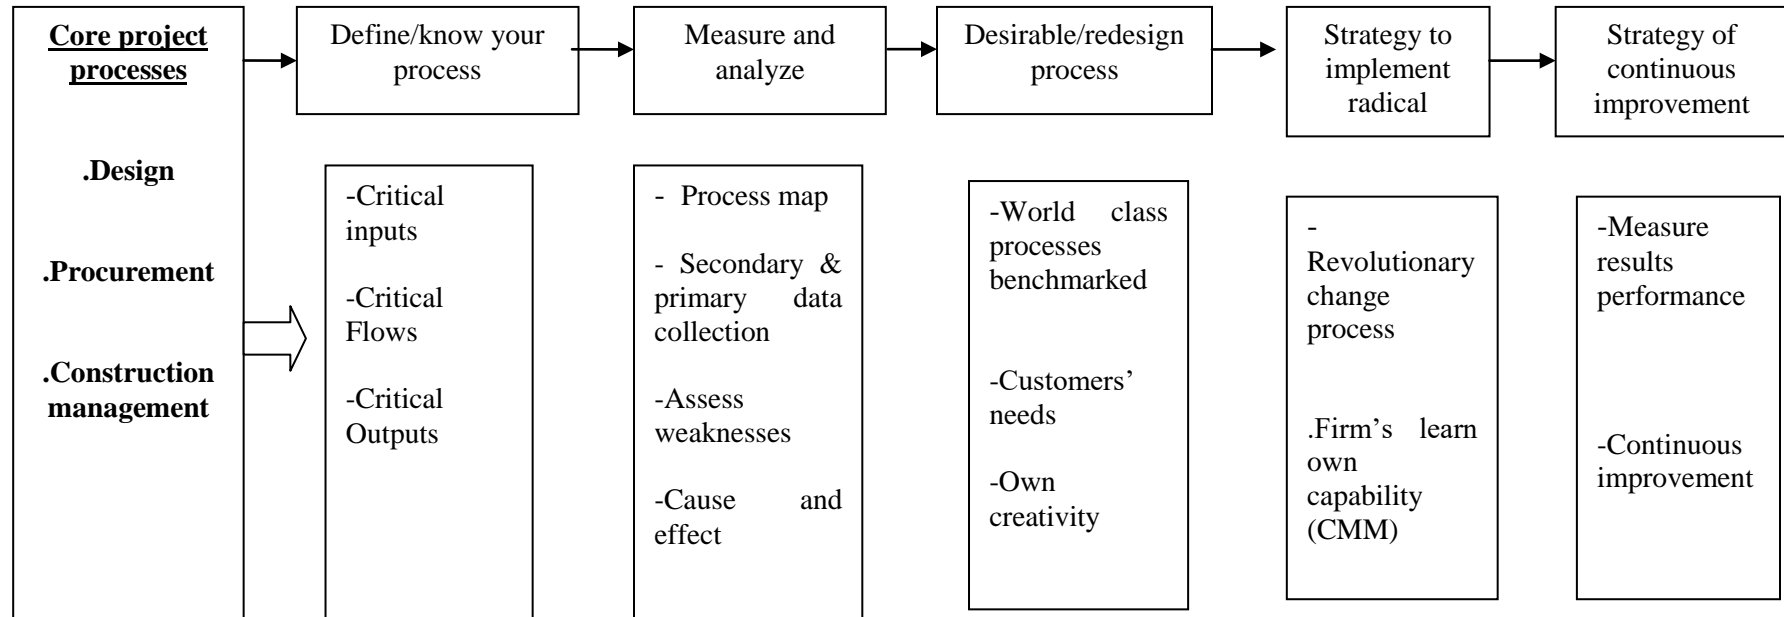 Core project
processes
.Design
.Procurement
.Construction
management
Define/know your
process
-Critical
inputs
-Critical
Flows
-Critical
Outputs
Measure and
analyze
- Process map
- Secondary &
primary data
collection
-Assess
weaknesses
-Cause and
effect
Desirable/redesign
process
-World class
processes
benchmarked
-Customers’
needs
-Own
creativity
Strategy to
implement
radical
-
Revolutionary
change
process
.Firm’s learn
own
capability
(CMM)
Strategy of
continuous
improvement
-Measure
results
performance
-Continuous
improvement